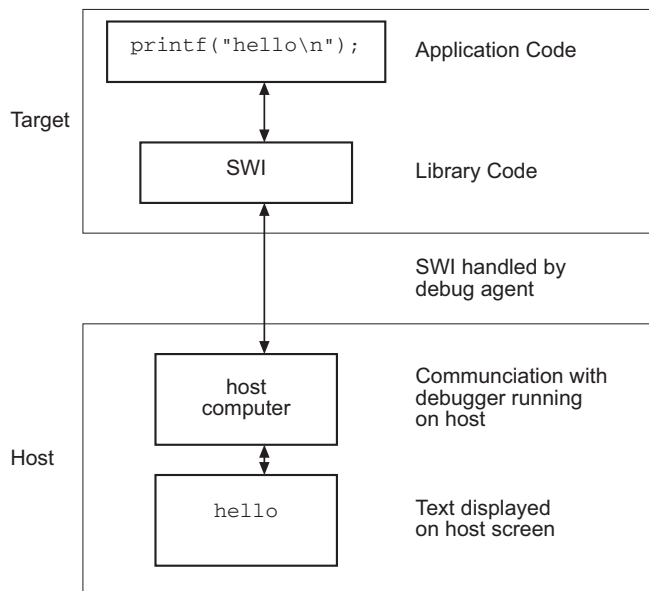 printf("hello\n");
Application Code
Target
SWI
Library Code
SWI handled by
debug agent
host
computer
Communciation with
debugger running
on host
Host
hello
Text displayed
on host screen